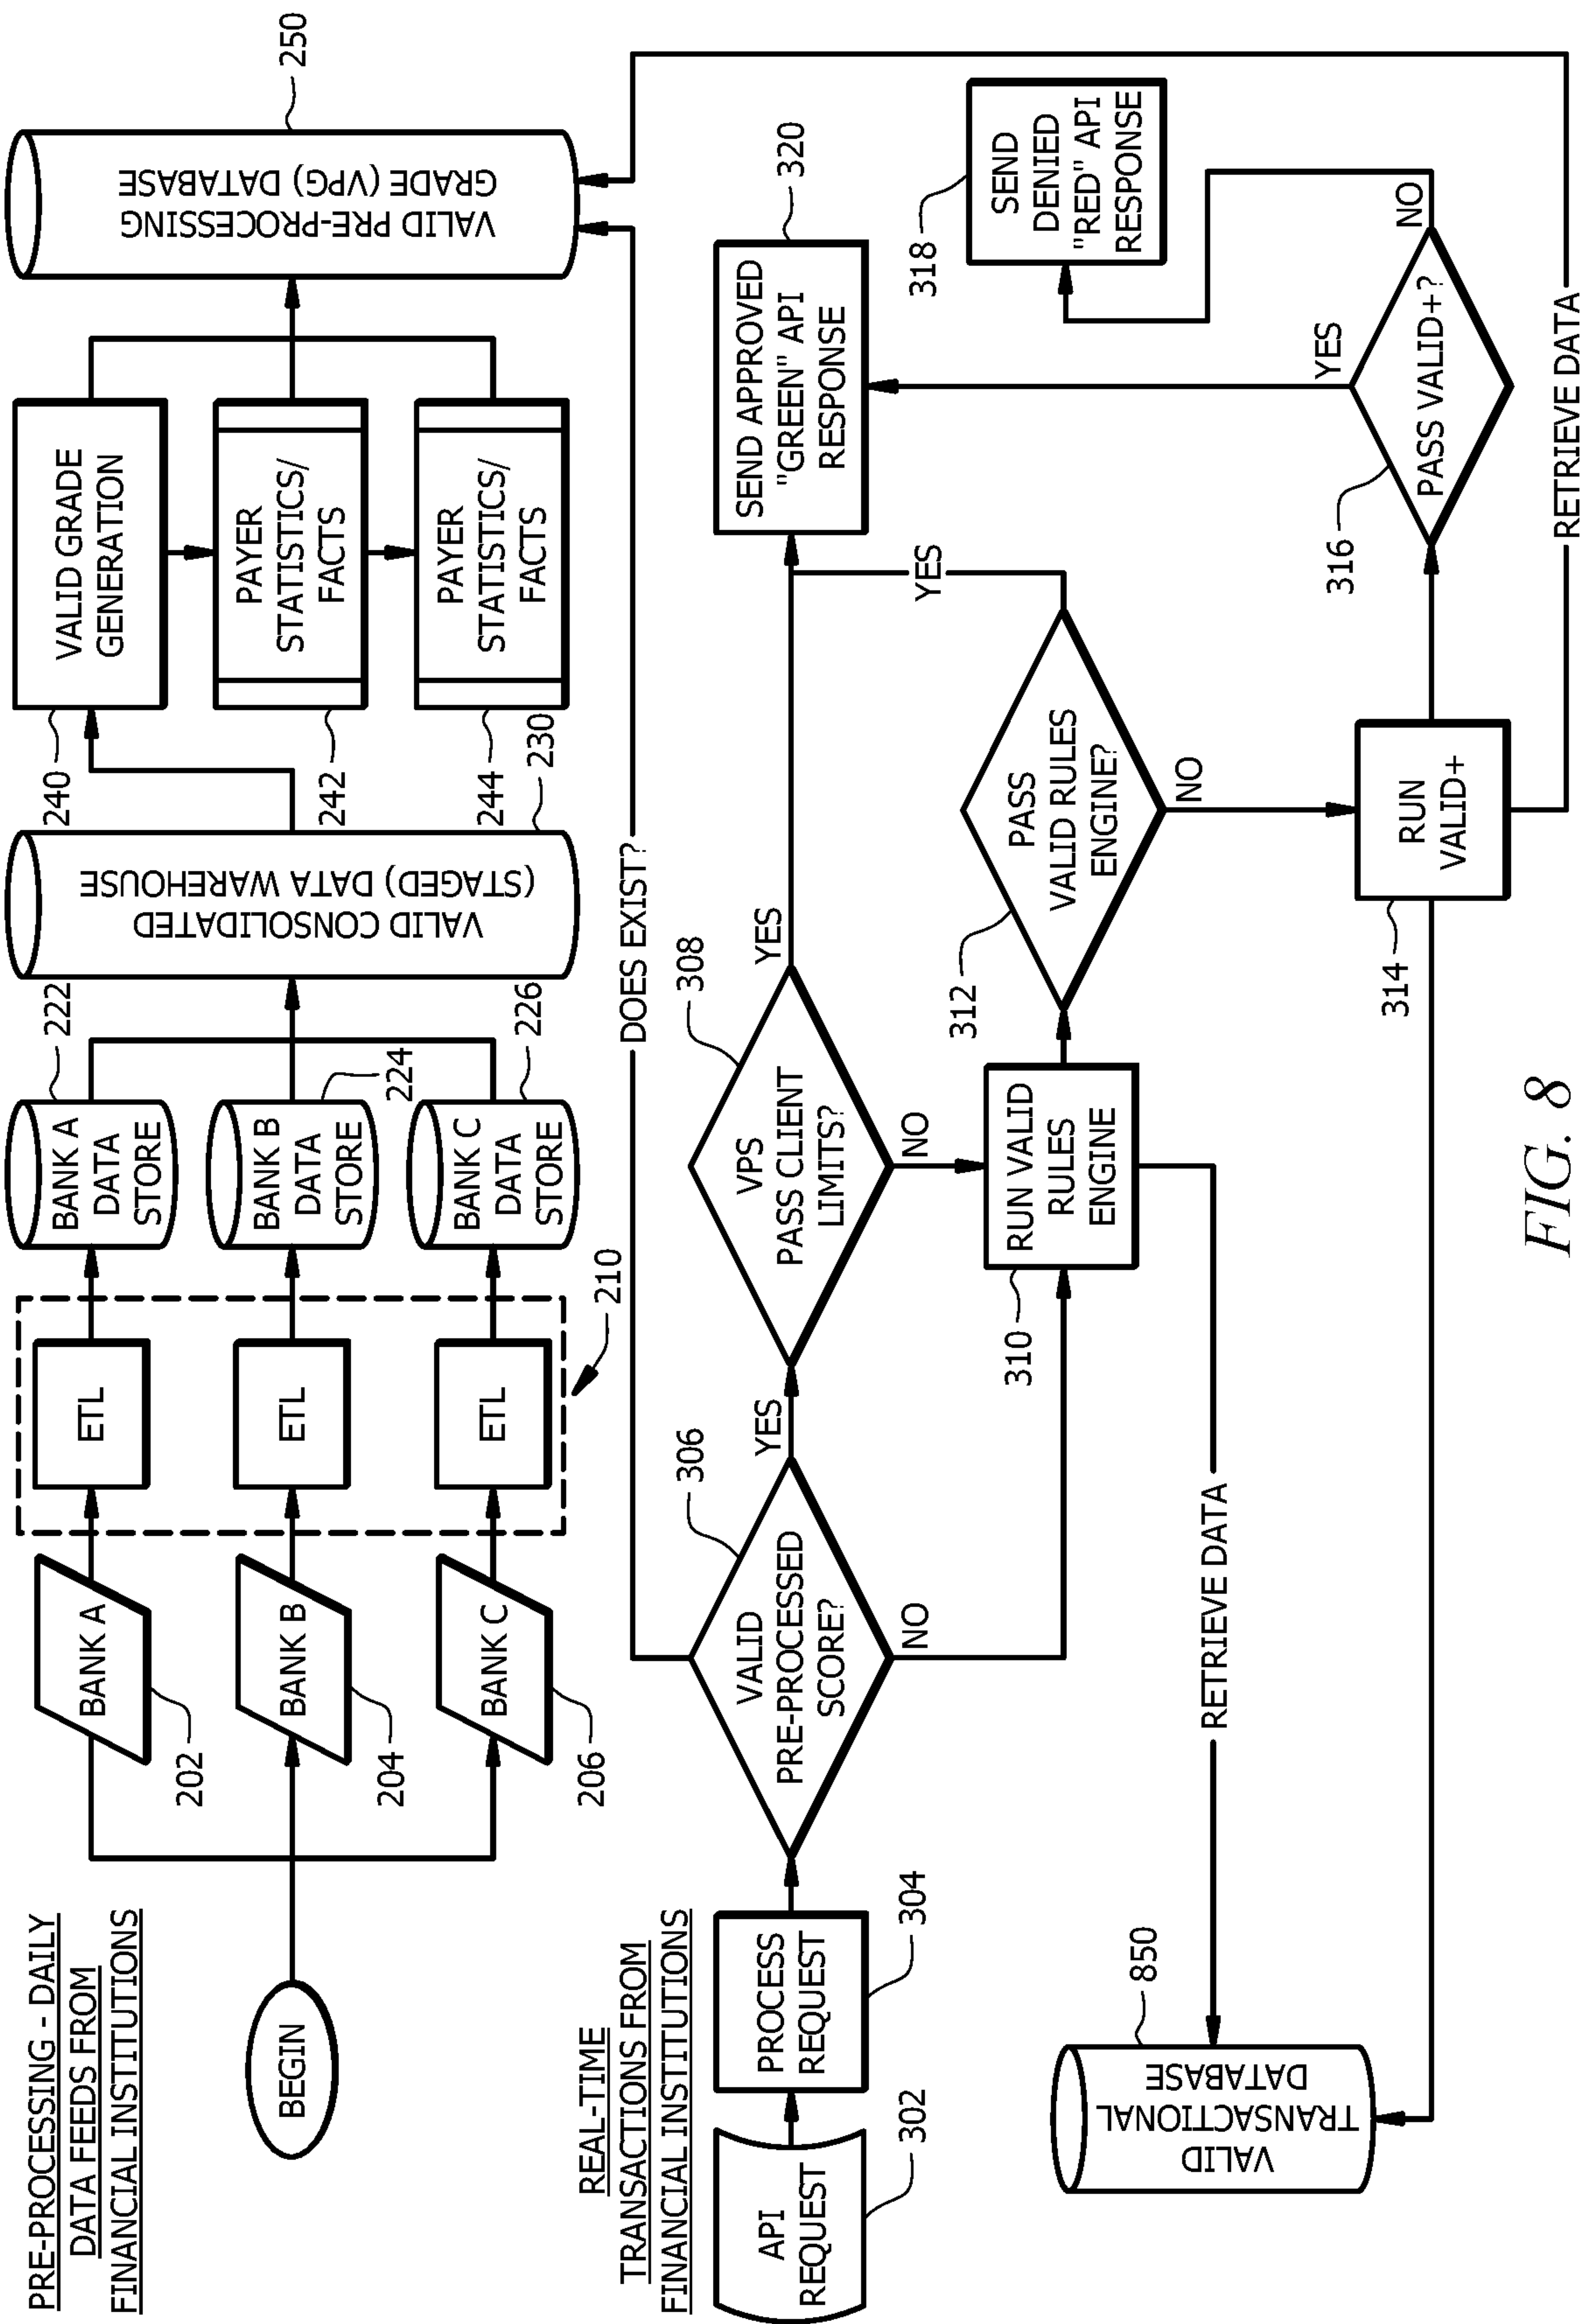 PRE-PROCESSING - DAILY
DATA FEEDS FROM
FINANCIAL INSTITUTIONS
BEGIN
BANK A
202
BANK B
204
BANK C
206
ETL
ETL
ETL
210
BANK A
DATA
STORE
222
BANK B
DATA
STORE
224
BANK C
DATA
STORE
226
VALID CONSOLIDATED
(STAGED) DATA WAREHOUSE
230
VALID GRADE
GENERATION
240
PAYER
STATISTICS/
FACTS
242
PAYER
STATISTICS/
FACTS
244
VALID PRE-PROCESSING
GRADE (VPG) DATABASE
250
REAL-TIME
TRANSACTIONS FROM
FINANCIAL INSTITUTIONS
API
REQUEST
302
PROCESS
REQUEST
304
VALID
PRE-PROCESSED
SCORE?
306
DOES EXIST?
YES
NO
VPS
PASS CLIENT
LIMITS?
308
YES
NO
RUN VALID
RULES
ENGINE
310
RETRIEVE DATA
PASS
VALID RULES
ENGINE?
312
YES
NO
RUN
VALID+
314
RETRIEVE DATA
PASS VALID+?
316
YES
NO
SEND
DENIED
"RED" API
RESPONSE
318
SEND APPROVED
"GREEN" API
RESPONSE
320
VALID
TRANSACTIONAL
DATABASE
850
FIG. 8